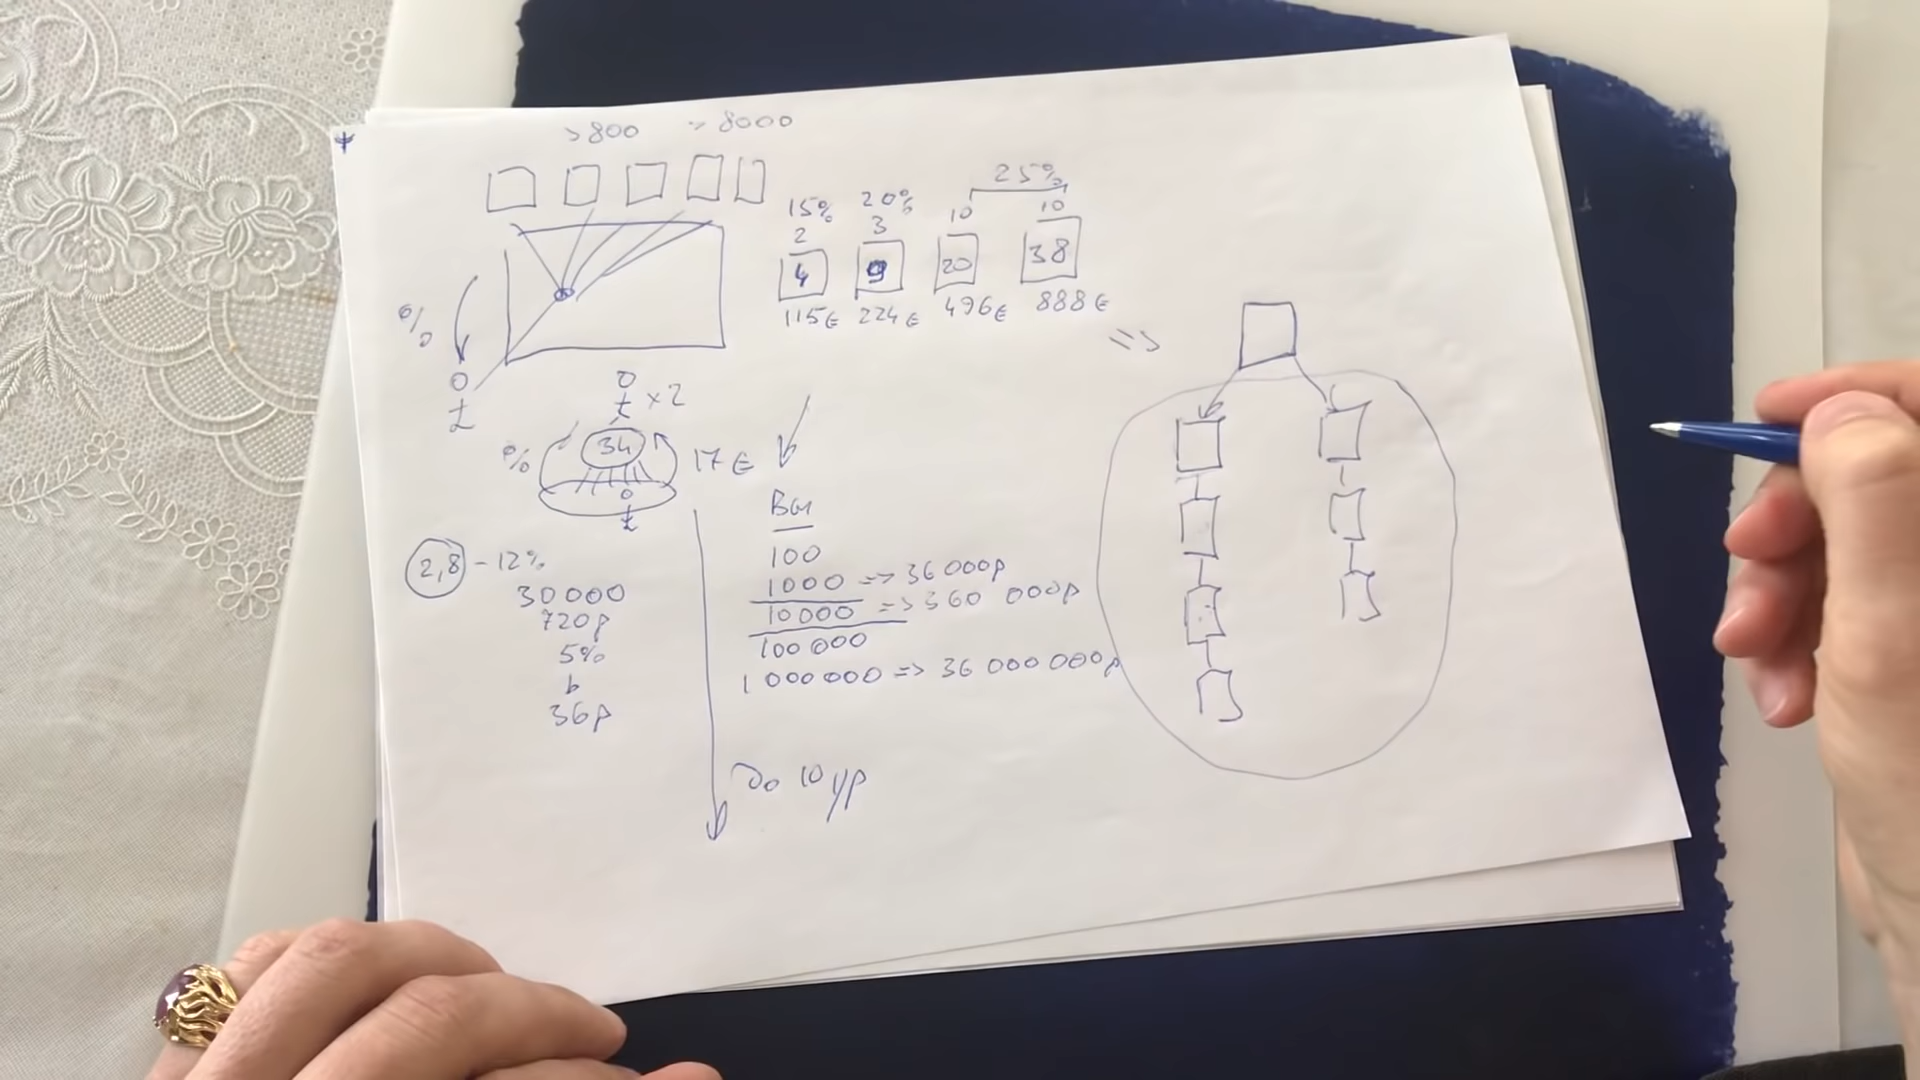 >800 -> 8000
25%
15% 20% 10 10
2 3
4 9 20 38
115€ 224€ 496€ 888€
=>
%
x2
% 34 17€
Вы
2,8 - 12%
30000
720р
5%
36р
100
1000 => 36000р
10000 => 360 000р
100 000
1 000 000 => 36 000 000р
До 10 ур